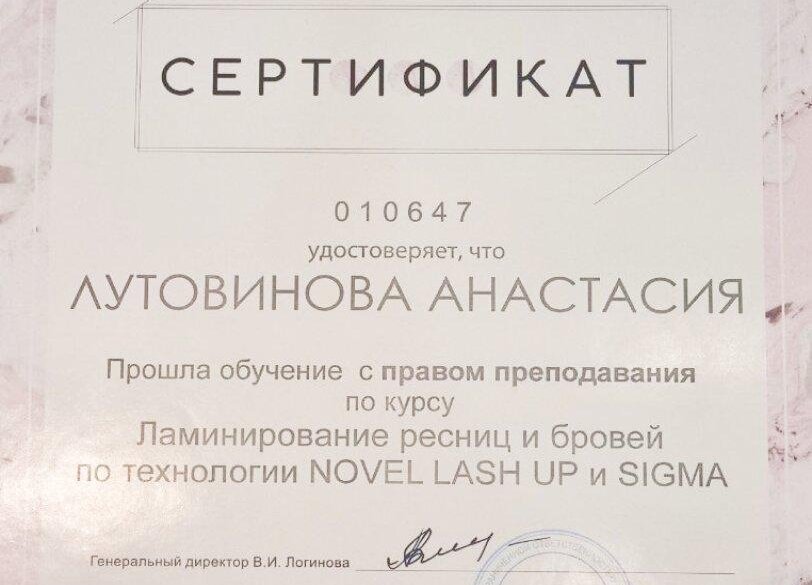 СЕРТИФИКАТ
010647
удостоверяет, что
ЛУТОВИНОВА АНАСТАСИЯ
Прошла обучение с правом преподавания
по курсу
Ламинирование ресниц и бровей
по технологии NOVEL LASH UP и SIGMA
Генеральный директор В.И. Логинова